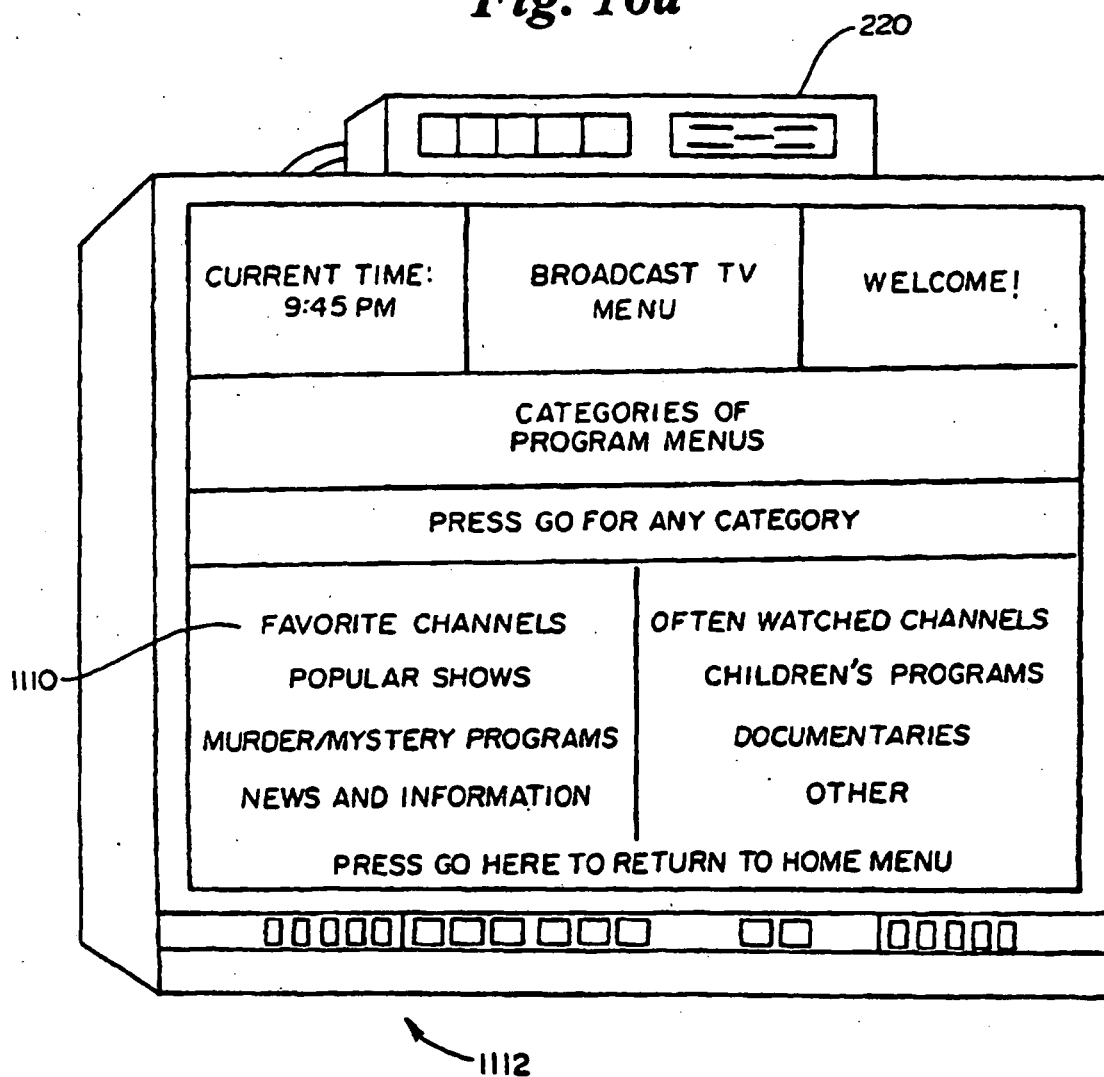 Fig. 16a
220
CURRENT TIME:
9:45 PM
BROADCAST TV
MENU
WELCOME!
CATEGORIES OF
PROGRAM MENUS
PRESS GO FOR ANY CATEGORY
1110
FAVORITE CHANNELS
POPULAR SHOWS
MURDER/MYSTERY PROGRAMS
NEWS AND INFORMATION
OFTEN WATCHED CHANNELS
CHILDREN'S PROGRAMS
DOCUMENTARIES
OTHER
PRESS GO HERE TO RETURN TO HOME MENU
1112